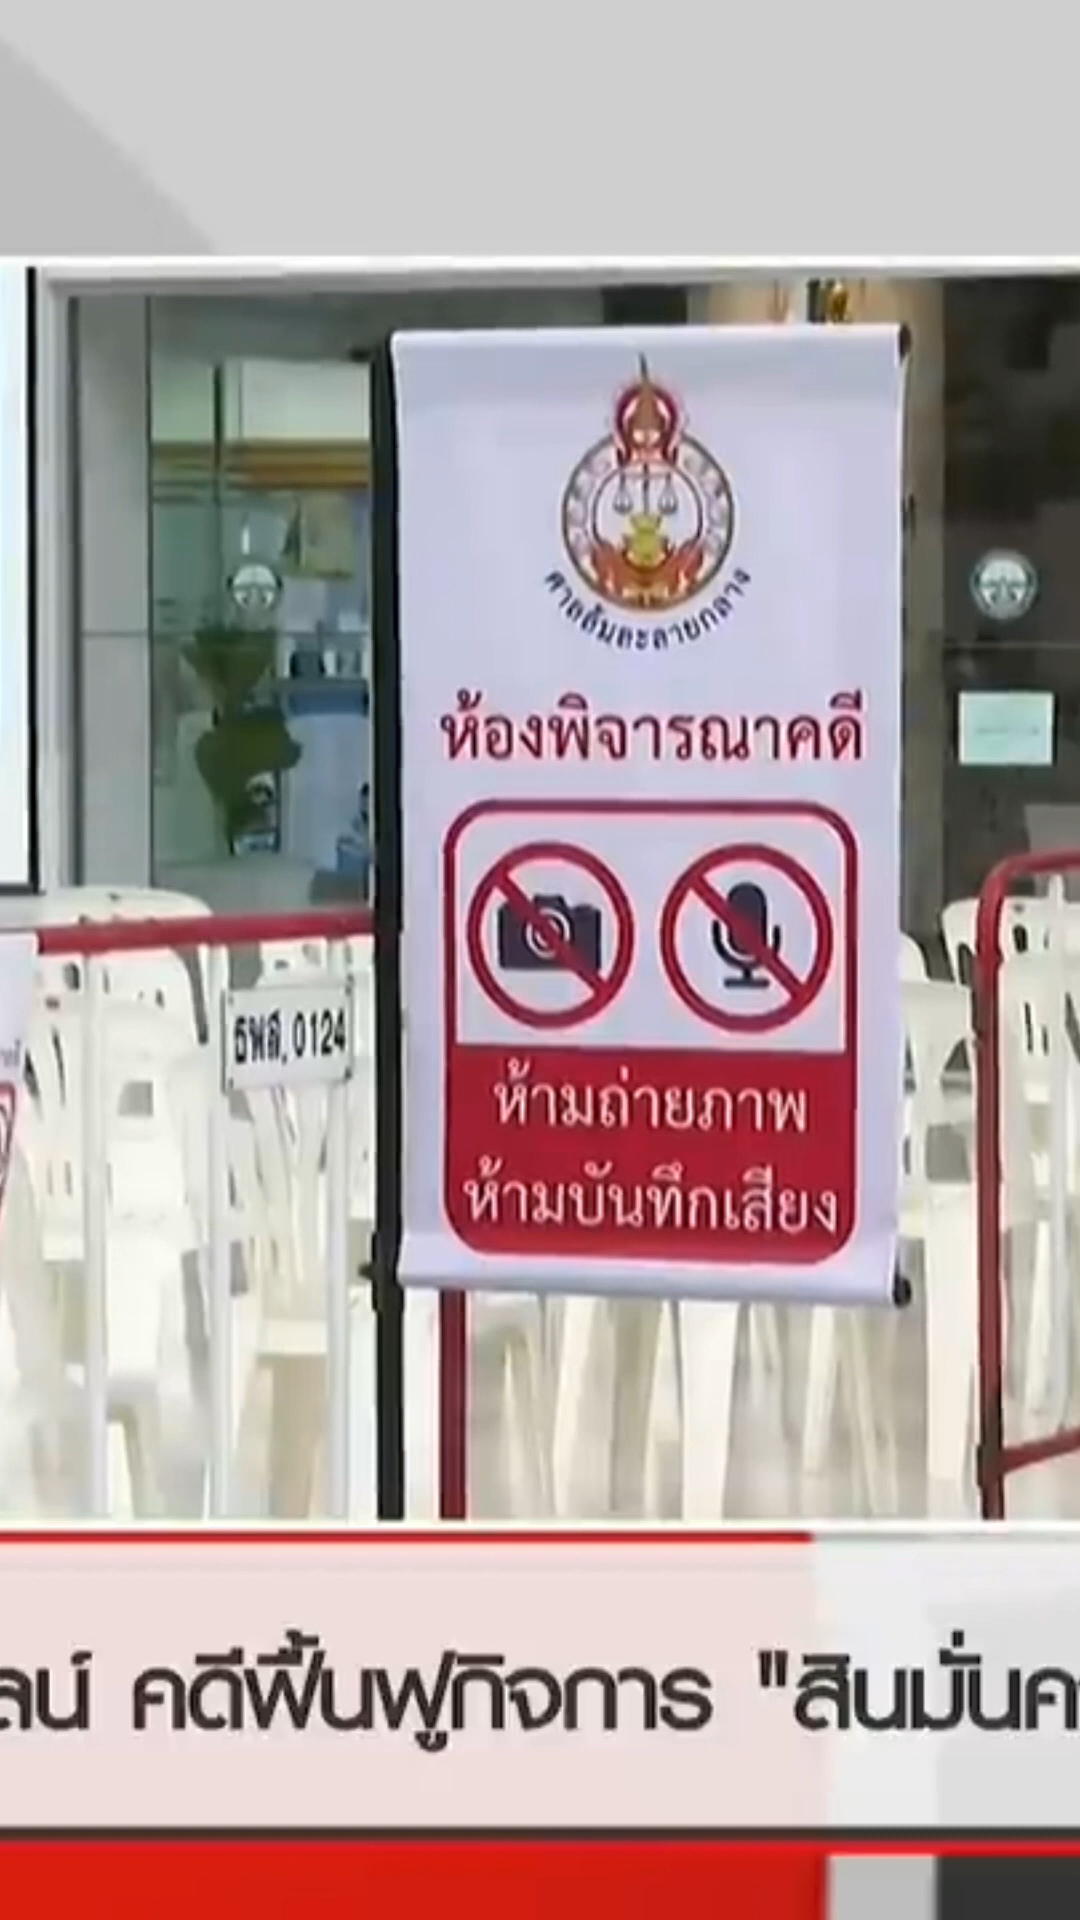 ศาลล้มละลายกลาง
ห้องพิจารณาคดี
ธพส. 0124
ห้ามถ่ายภาพ
ห้ามบันทึกเสียง
คดีฟื้นฟูกิจการ "สินมั่นค